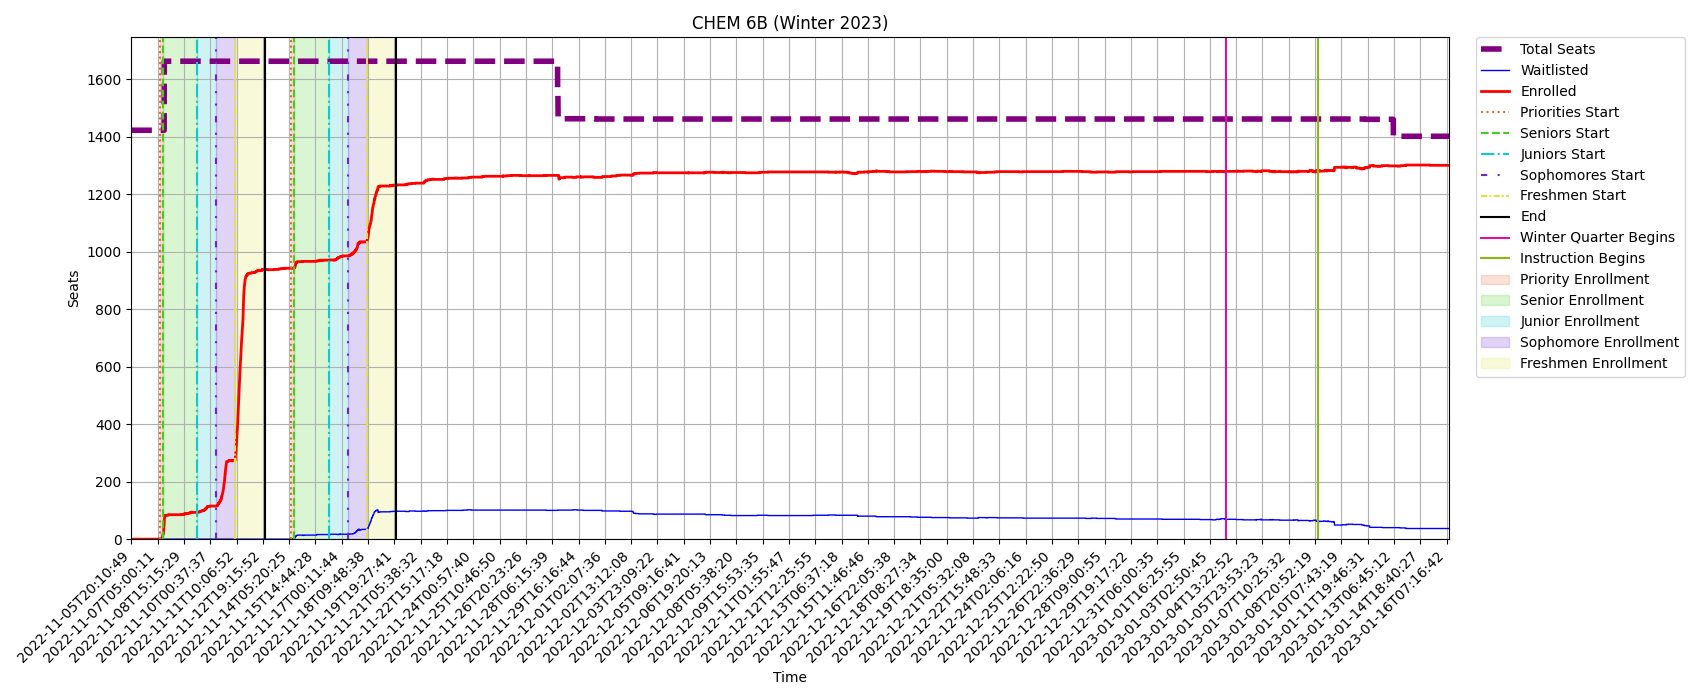 CHEM 6B (Winter 2023)
Seats
1600
1400
1200
1000
800
600
400
200
0
2022-11-05T20:10:49
2022-11-07T05:00:11
2022-11-08T15:15:29
2022-11-10T00:37:37
2022-11-11T10:06:52
2022-11-12T19:15:52
2022-11-14T05:20:25
2022-11-15T14:44:28
2022-11-17T00:11:44
2022-11-18T09:48:38
2022-11-19T19:27:41
2022-11-21T05:38:32
2022-11-22T15:17:18
2022-11-24T00:57:40
2022-11-25T10:46:50
2022-11-26T20:23:26
2022-11-28T06:15:39
2022-11-29T16:16:44
2022-12-01T02:07:36
2022-12-02T13:12:08
2022-12-03T23:09:22
2022-12-05T09:16:41
2022-12-06T19:20:13
2022-12-08T05:38:20
2022-12-09T15:53:35
2022-12-11T01:55:47
2022-12-12T12:25:55
2022-12-13T06:37:18
2022-12-15T11:46:46
2022-12-16T22:05:38
2022-12-18T08:27:34
2022-12-19T18:35:00
2022-12-21T05:32:08
2022-12-22T15:48:33
2022-12-24T02:06:16
2022-12-25T12:22:50
2022-12-26T22:36:29
2022-12-28T09:00:55
2022-12-29T19:17:22
2022-12-31T06:00:35
2023-01-01T16:25:55
2023-01-03T02:50:45
2023-01-04T13:22:52
2023-01-05T23:53:23
2023-01-07T10:25:32
2023-01-08T20:52:19
2023-01-10T07:43:19
2023-01-11T19:46:31
2023-01-13T06:45:12
2023-01-14T18:40:27
2023-01-16T07:16:42
Time
Total Seats
Waitlisted
Enrolled
Priorities Start
Seniors Start
Juniors Start
Sophomores Start
Freshmen Start
End
Winter Quarter Begins
Instruction Begins
Priority Enrollment
Senior Enrollment
Junior Enrollment
Sophomore Enrollment
Freshmen Enrollment